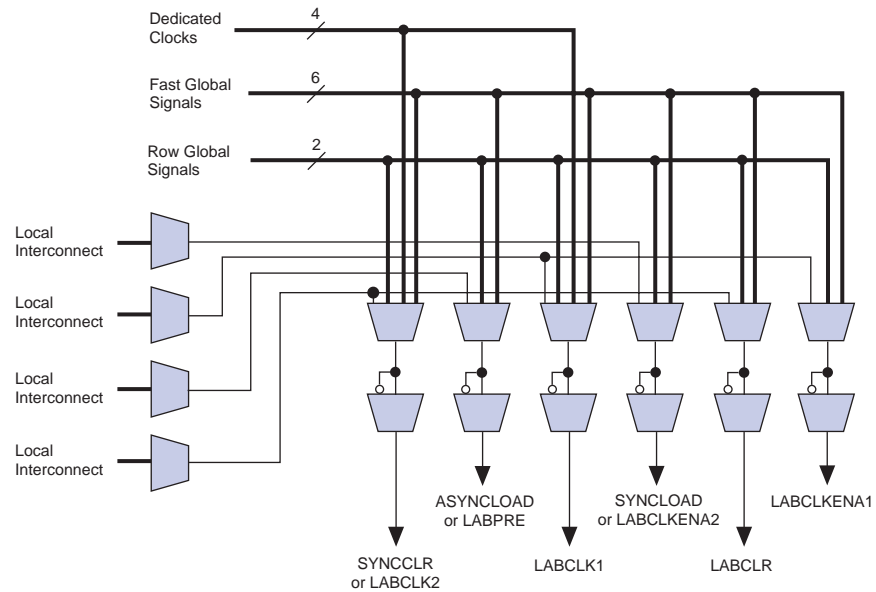 Dedicated
Clocks
4
Fast Global
Signals
6
Row Global
Signals
2
Local
Interconnect
Local
Interconnect
Local
Interconnect
Local
Interconnect
SYNCCLR
or LABCLK2
ASYNCLOAD
or LABPRE
LABCLK1
SYNCLOAD
or LABCLKENA2
LABCLR
LABCLKENA1